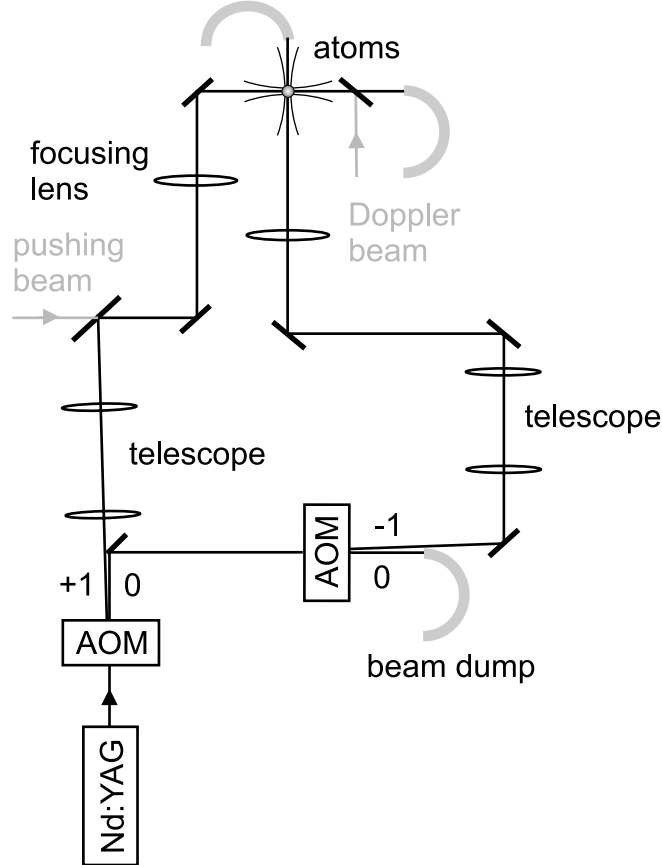 atoms
focusing
lens
Doppler
beam
pushing
beam
telescope
telescope
-1
AOM
0
+1
0
AOM
beam dump
Nd:YAG